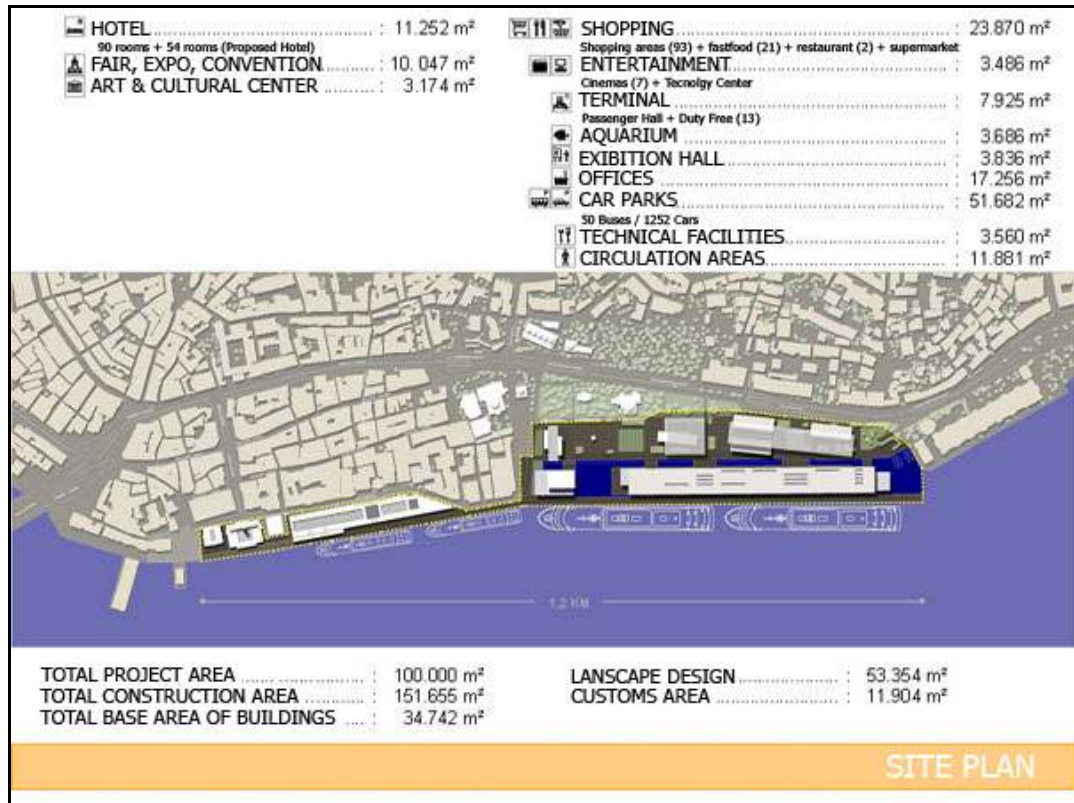 HOTEL ........................................ : 11.252 m²
90 rooms + 54 rooms (Proposed Hotel)
FAIR, EXPO, CONVENTION ........... : 10. 047 m²
ART & CULTURAL CENTER .......... : 3.174 m²
SHOPPING ........................................ : 23.870 m²
Shopping areas (93) + fastfood (21) + restaurant (2) + supermarket
ENTERTAINMENT ........................................ : 3.486 m²
Cinemas (7) + Tecnolgy Center
TERMINAL ........................................ : 7.925 m²
Passenger Hall + Duty Free (13)
AQUARIUM ........................................ : 3.686 m²
EXIBITION HALL ........................................ : 3.836 m²
OFFICES ........................................ : 17.256 m²
CAR PARKS ........................................ : 51.682 m²
50 Buses / 1252 Cars
TECHNICAL FACILITIES ................................ : 3.560 m²
CIRCULATION AREAS ................................... : 11.881 m²
1,2 KM
TOTAL PROJECT AREA ...................... : 100.000 m²
TOTAL CONSTRUCTION AREA ........... : 151.655 m²
TOTAL BASE AREA OF BUILDINGS .... : 34.742 m²
LANSCAPE DESIGN ..................... : 53.354 m²
CUSTOMS AREA ......................... : 11.904 m²
SITE PLAN